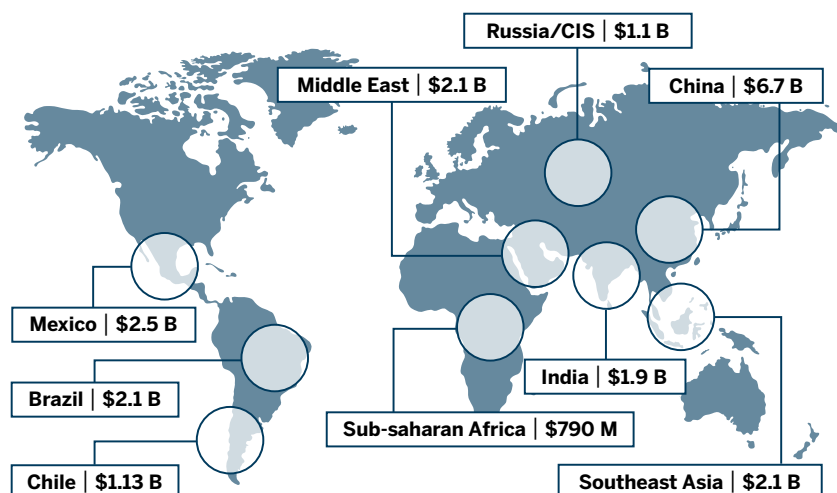 Russia/CIS | $1.1 B
Middle East | $2.1 B
China | $6.7 B
Mexico | $2.5 B
India | $1.9 B
Brazil | $2.1 B
Sub-saharan Africa | $790 M
Chile | $1.13 B
Southeast Asia | $2.1 B